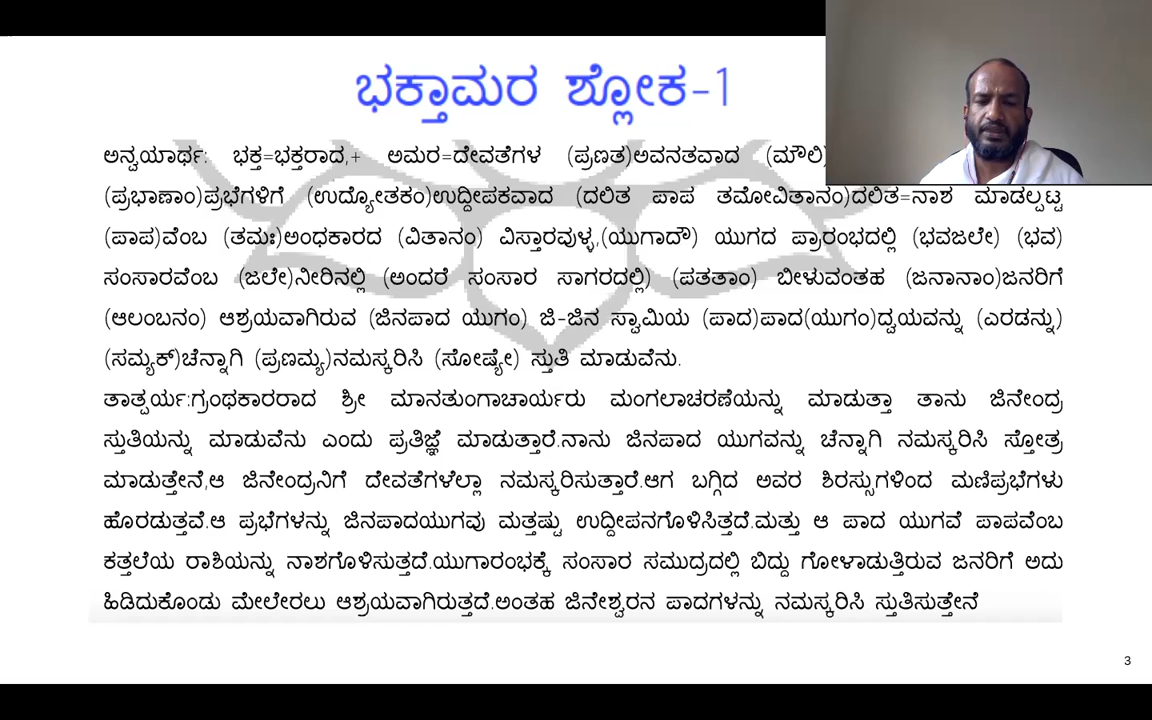 ಭಕ್ತಾಮರ ಶ್ಲೋಕ-1
ಅನ್ವಯಾರ್ಥ: ಭಕ್ತ=ಭಕ್ತರಾದ,+ ಅಮರ=ದೇವತೆಗಳ (ಪ್ರಣತ)ಅವನತವಾದ (ಮೌಲಿ)
(ಪ್ರಭಾಣಾಂ)ಪ್ರಭೆಗಳಿಗೆ (ಉದ್ಯೋತಕಂ)ಉದ್ದೀಪಕವಾದ (ದಲಿತ ಪಾಪ ತಮೋವಿತಾನಂ)ದಲಿತ=ನಾಶ ಮಾಡಲ್ಪಟ್ಟ
(ಪಾಪ)ವೆಂಬ (ತಮಃ)ಅಂಧಕಾರದ (ವಿತಾನಂ) ವಿಸ್ತಾರವುಳ್ಳ,(ಯುಗಾದೌ) ಯುಗದ ಪ್ರಾರಂಭದಲ್ಲಿ (ಭವಜಲೇ) (ಭವ)
ಸಂಸಾರವೆಂಬ (ಜಲೇ)ನೀರಿನಲ್ಲಿ (ಅಂದರೆ ಸಂಸಾರ ಸಾಗರದಲ್ಲಿ) (ಪತತಾಂ) ಬೀಳುವಂತಹ (ಜನಾನಾಂ)ಜನರಿಗೆ
(ಆಲಂಬನಂ) ಆಶ್ರಯವಾಗಿರುವ (ಜಿನಪಾದ ಯುಗಂ) ಜಿ-ಜಿನ ಸ್ವಾಮಿಯ (ಪಾದ)ಪಾದ(ಯುಗಂ)ದ್ವಯವನ್ನು (ಎರಡನ್ನು)
(ಸಮ್ಯಕ್)ಚೆನ್ನಾಗಿ (ಪ್ರಣಮ್ಯ)ನಮಸ್ಕರಿಸಿ (ಸೋಷ್ಯೇ) ಸ್ತುತಿ ಮಾಡುವೆನು.
ತಾತ್ಪರ್ಯ:ಗ್ರಂಥಕಾರರಾದ ಶ್ರೀ ಮಾನತುಂಗಾಚಾರ್ಯರು ಮಂಗಲಾಚರಣೆಯನ್ನು ಮಾಡುತ್ತಾ ತಾನು ಜಿನೇಂದ್ರ
ಸ್ತುತಿಯನ್ನು ಮಾಡುವೆನು ಎಂದು ಪ್ರತಿಜ್ಞೆ ಮಾಡುತ್ತಾರೆ.ನಾನು ಜಿನಪಾದ ಯುಗವನ್ನು ಚೆನ್ನಾಗಿ ನಮಸ್ಕರಿಸಿ ಸ್ತೋತ್ರ
ಮಾಡುತ್ತೇನೆ,ಆ ಜಿನೇಂದ್ರನಿಗೆ ದೇವತೆಗಳೆಲ್ಲಾ ನಮಸ್ಕರಿಸುತ್ತಾರೆ.ಆಗ ಬಗ್ಗಿದ ಅವರ ಶಿರಸ್ಸುಗಳಿಂದ ಮಣಿಪ್ರಭೆಗಳು
ಹೊರಡುತ್ತವೆ.ಆ ಪ್ರಭೆಗಳನ್ನು ಜಿನಪಾದಯುಗವು ಮತ್ತಷ್ಟು ಉದ್ದೀಪನಗೊಳಿಸಿತ್ತದೆ.ಮತ್ತು ಆ ಪಾದ ಯುಗವೆ ಪಾಪವೆಂಬ
ಕತ್ತಲೆಯ ರಾಶಿಯನ್ನು ನಾಶಗೊಳಿಸುತ್ತದೆ.ಯುಗಾರಂಭಕ್ಕೆ ಸಂಸಾರ ಸಮುದ್ರದಲ್ಲಿ ಬಿದ್ದು ಗೋಳಾಡುತ್ತಿರುವ ಜನರಿಗೆ ಅದು
ಹಿಡಿದುಕೊಂಡು ಮೇಲೇರಲು ಆಶ್ರಯವಾಗಿರುತ್ತದೆ.ಅಂತಹ ಜಿನೇಶ್ವರನ ಪಾದಗಳನ್ನು ನಮಸ್ಕರಿಸಿ ಸ್ತುತಿಸುತ್ತೇನೆ
3